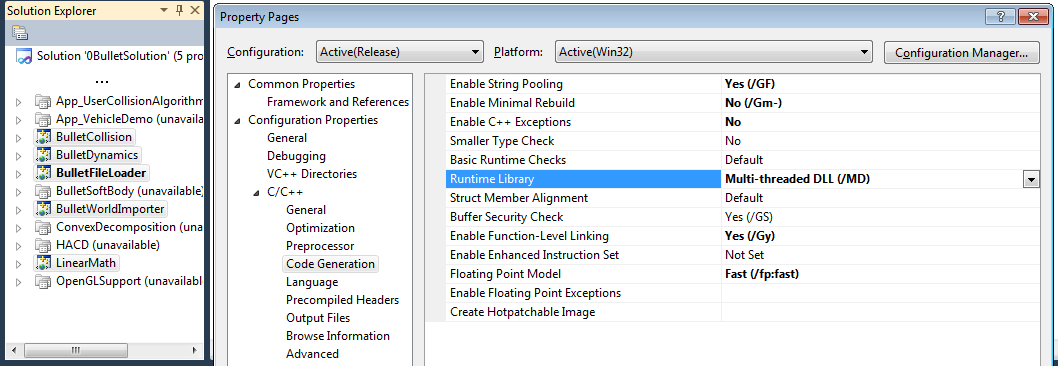 Solution Explorer
Solution '0BulletSolution' (5 pro
...
App_UserCollisionAlgorithm
App_VehicleDemo (unavailal
BulletCollision
BulletDynamics
BulletFileLoader
BulletSoftBody (unavailable)
BulletWorldImporter
ConvexDecomposition (una
HACD (unavailable)
LinearMath
OpenGLSupport (unavailable
Property Pages
Configuration: Active(Release) Platform: Active(Win32) Configuration Manager...
Common Properties
Framework and References
Configuration Properties
General
Debugging
VC++ Directories
C/C++
General
Optimization
Preprocessor
Code Generation
Language
Precompiled Headers
Output Files
Browse Information
Advanced
Enable String Pooling Yes (/GF)
Enable Minimal Rebuild No (/Gm-)
Enable C++ Exceptions No
Smaller Type Check No
Basic Runtime Checks Default
Runtime Library Multi-threaded DLL (/MD)
Struct Member Alignment Default
Buffer Security Check Yes (/GS)
Enable Function-Level Linking Yes (/Gy)
Enable Enhanced Instruction Set Not Set
Floating Point Model Fast (/fp:fast)
Enable Floating Point Exceptions
Create Hotpatchable Image